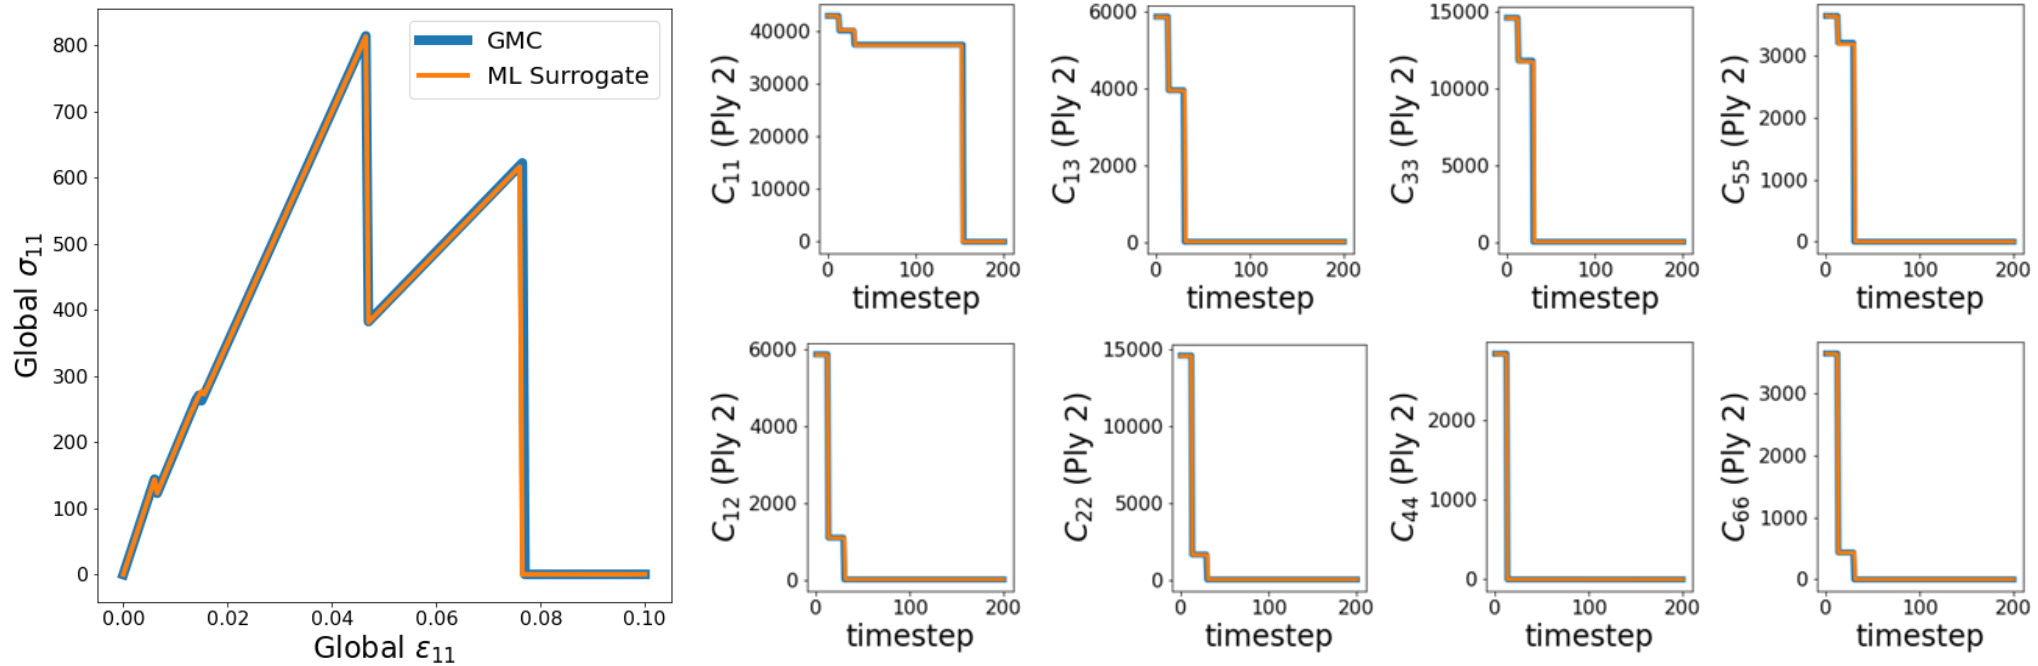 GMC
ML Surrogate
800
700
600
500
400
300
200
100
0
Global σ11
0.00 0.02 0.04 0.06 0.08 0.10
Global ε11
40000
30000
20000
10000
0
C11 (Ply 2)
0 100 200
timestep
6000
4000
2000
0
C13 (Ply 2)
0 100 200
timestep
15000
10000
5000
0
C33 (Ply 2)
0 100 200
timestep
3000
2000
1000
0
C55 (Ply 2)
0 100 200
timestep
6000
4000
2000
0
C12 (Ply 2)
0 100 200
timestep
15000
10000
5000
0
C22 (Ply 2)
0 100 200
timestep
2000
1000
0
C44 (Ply 2)
0 100 200
timestep
3000
2000
1000
0
C66 (Ply 2)
0 100 200
timestep